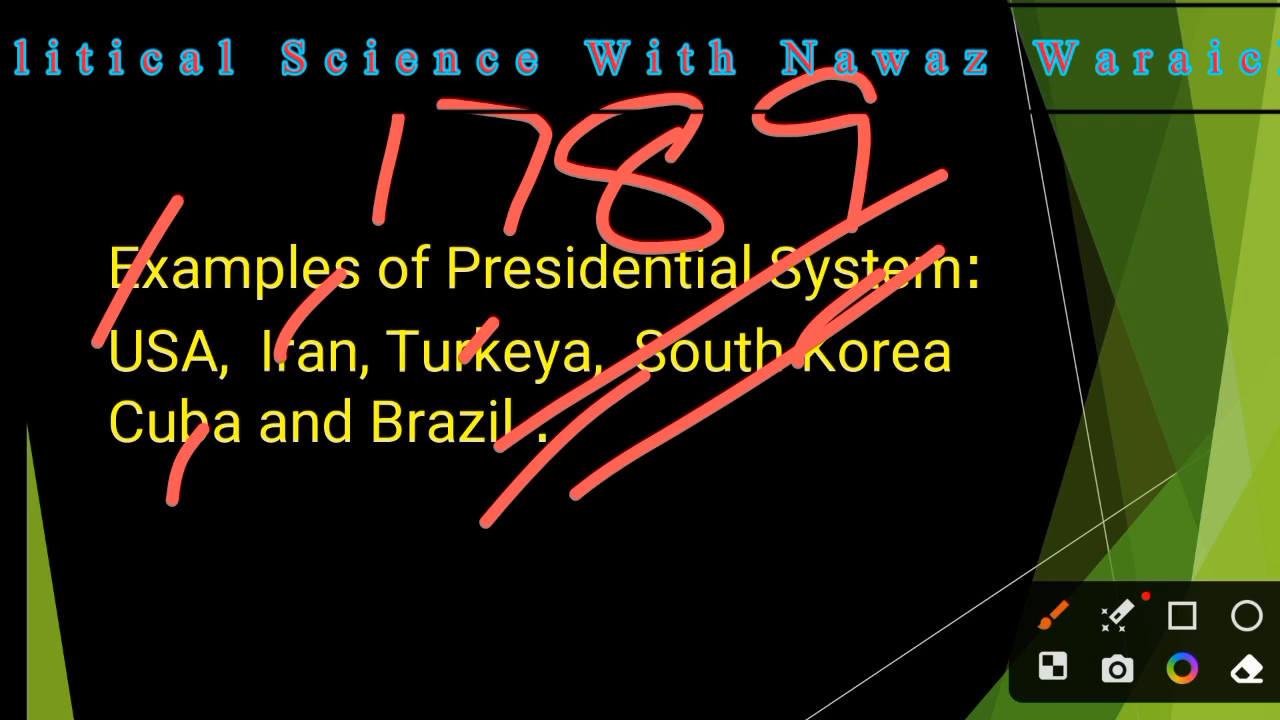 litical Science With Nawaz Waraic
1789
Examples of Presidential System:
USA, Iran, Turkeya, South Korea
Cuba and Brazil .